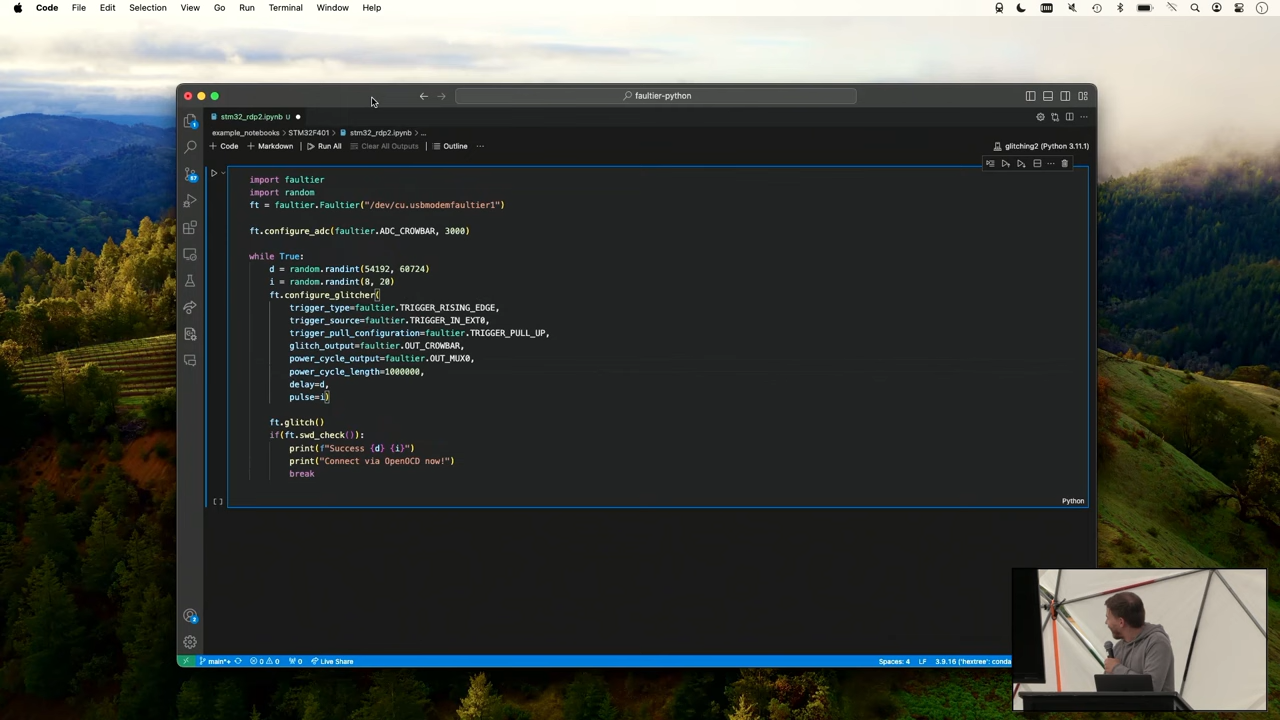 Code File Edit Selection View Go Run Terminal Window Help
faultier-python
stm32_rdp2.ipynb U
example_notebooks > STM32F401 > stm32_rdp2.ipynb > ...
+ Code + Markdown Run All Clear All Outputs Outline ...
glitching2 (Python 3.11.1)
import faultier
import random
ft = faultier.Faultier("/dev/cu.usbmodemfaultier1")
ft.configure_adc(faultier.ADC_CROWBAR, 3000)
while True:
d = random.randint(54192, 60724)
i = random.randint(8, 20)
ft.configure_glitcher(
trigger_type=faultier.TRIGGER_RISING_EDGE,
trigger_source=faultier.TRIGGER_IN_EXT0,
trigger_pull_configuration=faultier.TRIGGER_PULL_UP,
glitch_output=faultier.OUT_CROWBAR,
power_cycle_output=faultier.OUT_MUX0,
power_cycle_length=1000000,
delay=d,
pulse=i)
ft.glitch()
if(ft.swd_check()):
print(f"Success {d} {i}")
print("Connect via OpenOCD now!")
break
[ ]
Python
main*+ 0 0 0 Live Share
Spaces: 4 LF 3.9.16 ('hextree: conda